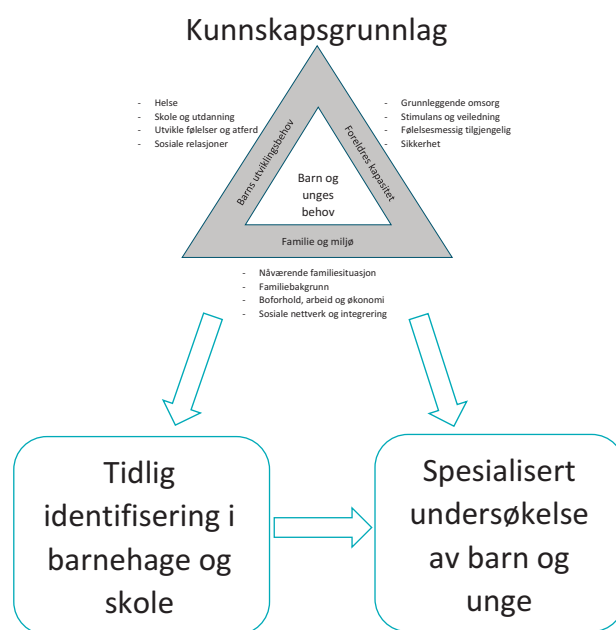 Kunnskapsgrunnlag
- Helse
- Skole og utdanning
- Utvikle følelser og atferd
- Sosiale relasjoner
- Grunnleggende omsorg
- Stimulans og veiledning
- Følelsesmessig tilgjengelig
- Sikkerhet
Barns utviklingsbehov
Foreldres kapasitet
Barn og
unges
behov
Familie og miljø
- Nåværende familiesituasjon
- Familiebakgrunn
- Boforhold, arbeid og økonomi
- Sosiale nettverk og integrering
Tidlig
identifisering i
barnehage og
skole
Spesialisert
undersøkelse
av barn og
unge